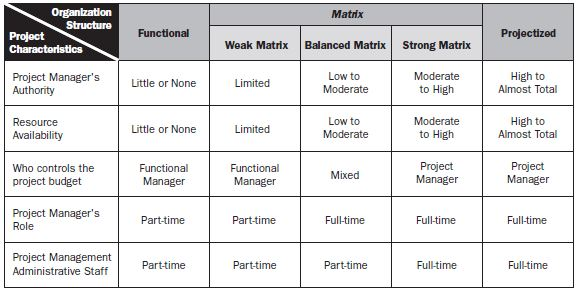 Organization
Structure
Project
Characteristics
Functional
Matrix
Projectized
Weak Matrix
Balanced Matrix
Strong Matrix
Project Manager's
Authority
Little or None
Limited
Low to
Moderate
Moderate
to High
High to
Almost Total
Resource
Availability
Little or None
Limited
Low to
Moderate
Moderate
to High
High to
Almost Total
Who controls the
project budget
Functional
Manager
Functional
Manager
Mixed
Project
Manager
Project
Manager
Project Manager's
Role
Part-time
Part-time
Full-time
Full-time
Full-time
Project Management
Administrative Staff
Part-time
Part-time
Part-time
Full-time
Full-time